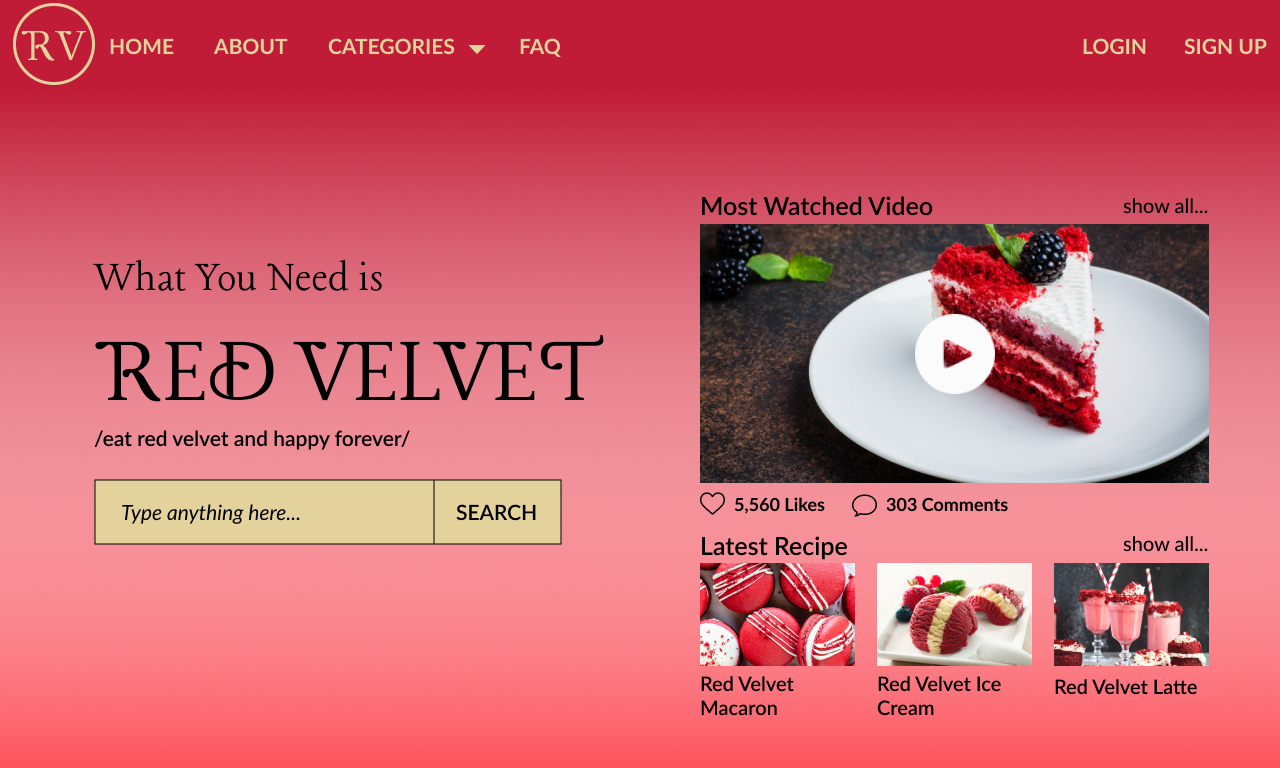 RV
HOME
ABOUT
CATEGORIES
FAQ
LOGIN
SIGN UP
What You Need is
RED VELVET
/eat red velvet and happy forever/
Type anything here...
SEARCH
Most Watched Video
show all...
5,560 Likes
303 Comments
Latest Recipe
show all...
Red Velvet
Macaron
Red Velvet Ice
Cream
Red Velvet Latte